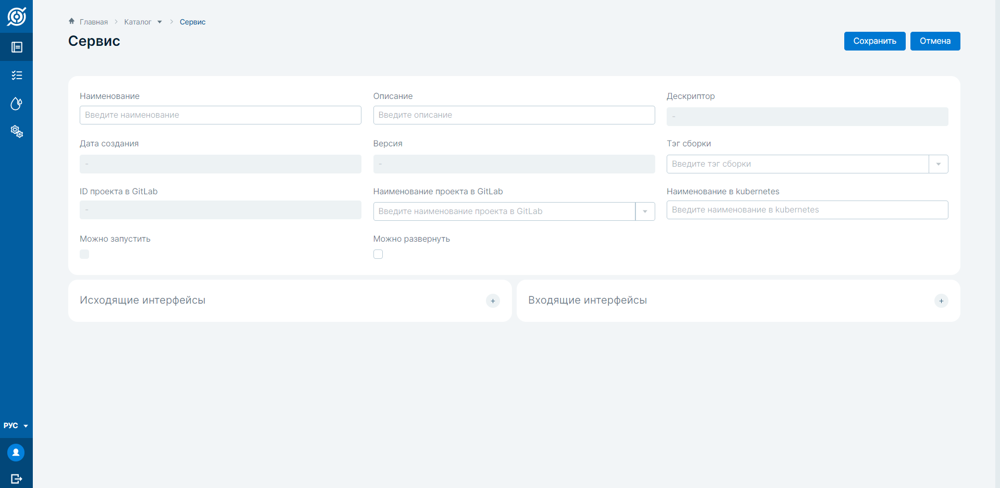 Главная
Каталог
Сервис
Сервис
Сохранить
Отмена
Наименование
Описание
Дескриптор
Введите наименование
Введите описание
-
Дата создания
Версия
Тэг сборки
-
-
Введите тэг сборки
ID проекта в GitLab
Наименование проекта в GitLab
Наименование в kubernetes
-
Введите наименование проекта в GitLab
Введите наименование в kubernetes
Можно запустить
Можно развернуть
Исходящие интерфейсы
+
Входящие интерфейсы
+
РУС